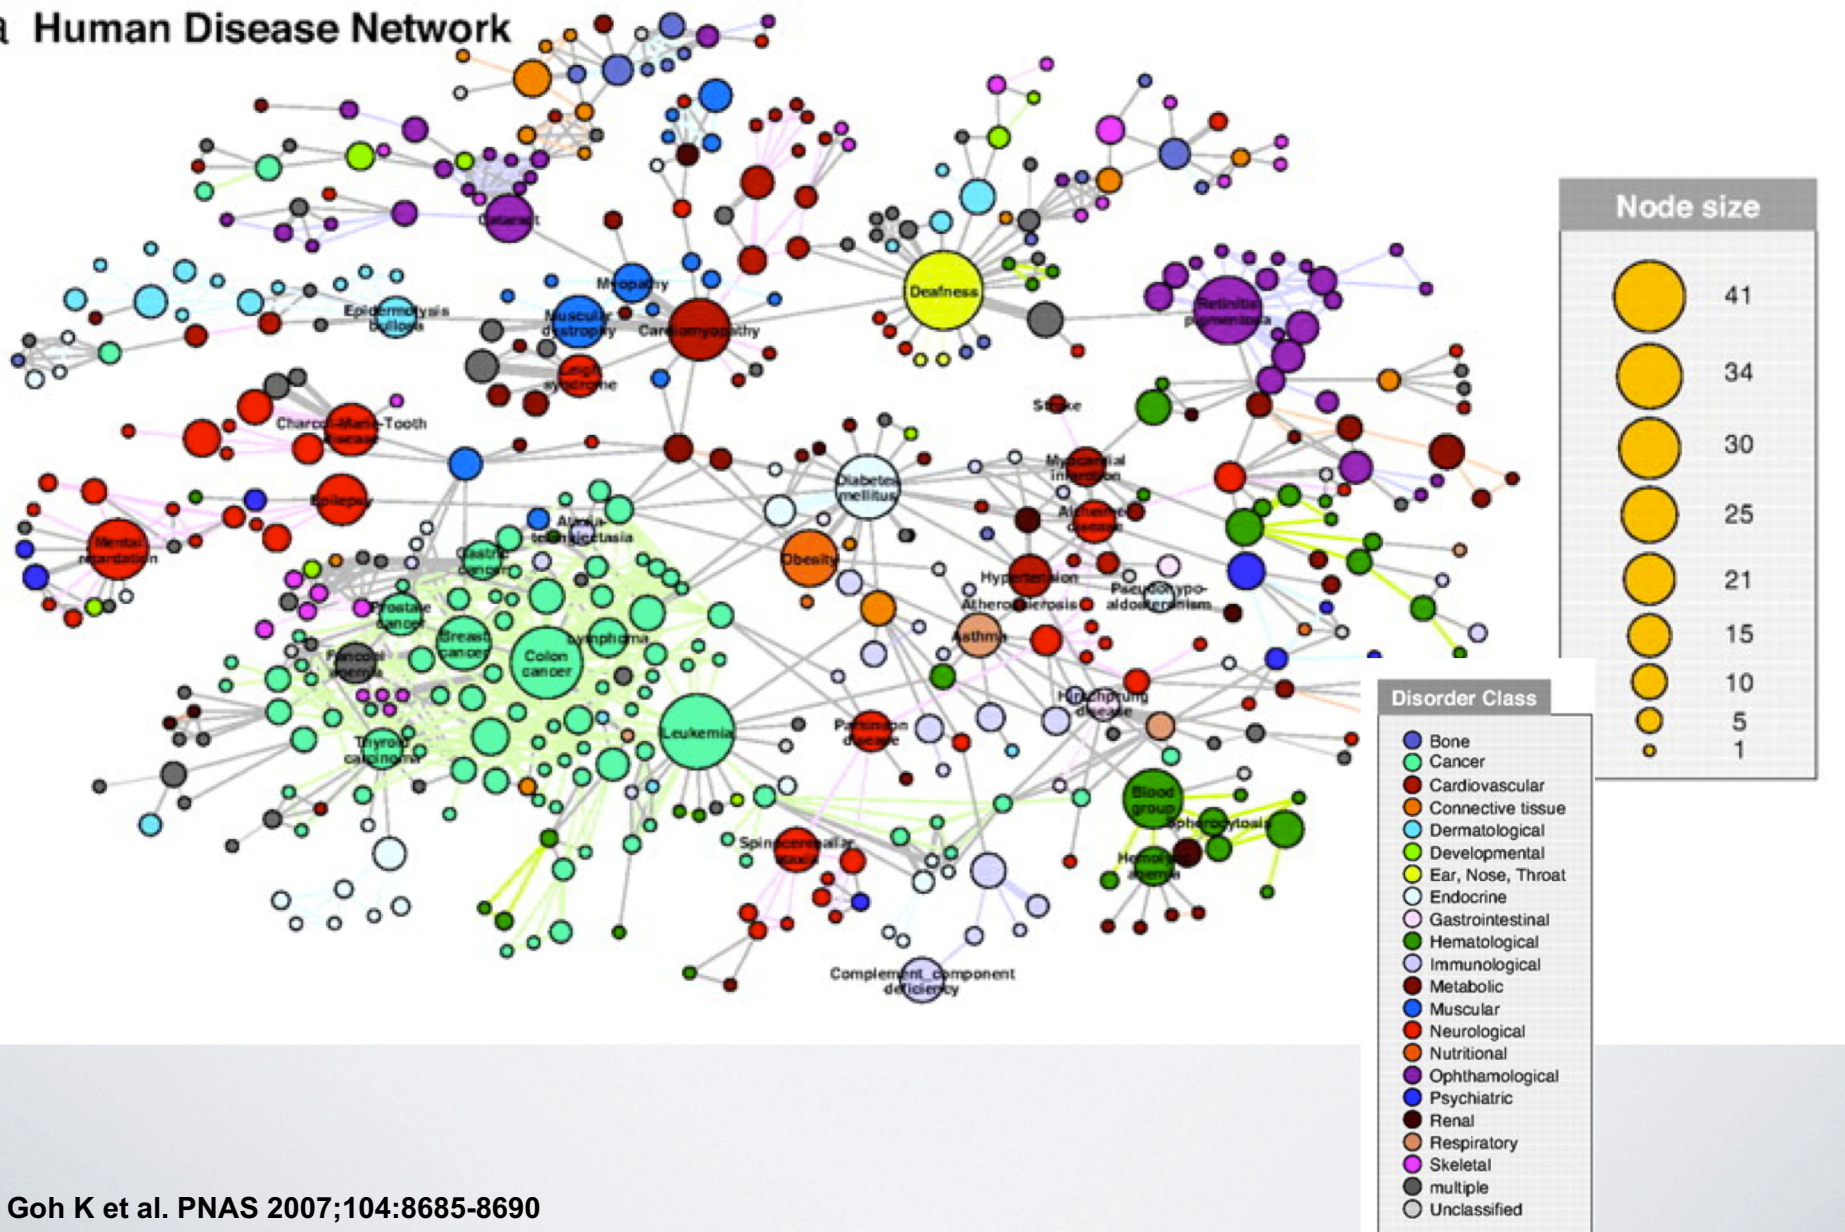 a Human Disease Network
Cataract
Myopathy
Epidermolysis
bullosa
Muscular
dystrophy
Cardiomyopathy
Leigh
syndrome
Deafness
Retinitis
pigmentosa
Charcot-Marie-Tooth
disease
Stroke
Myocardial
infarction
Epilepsy
Diabetes
mellitus
Alzheimer
disease
Mental
retardation
Ataxia-
telangiectasia
Gastric
cancer
Obesity
Hypertension
Pseudohypo-
aldosteronism
Atherosclerosis
Prostate
cancer
Breast
cancer
Lymphoma
Colon
cancer
Asthma
Fanconi
anemia
Hirschprung
disease
Parkinson
disease
Leukemia
Thyroid
carcinoma
Blood
group
Spherocytosis
Spinocerebellar
ataxia
Hemolytic
anemia
Complement_component
deficiency
Node size
41
34
30
25
21
15
10
5
1
Disorder Class
Bone
Cancer
Cardiovascular
Connective tissue
Dermatological
Developmental
Ear, Nose, Throat
Endocrine
Gastrointestinal
Hematological
Immunological
Metabolic
Muscular
Neurological
Nutritional
Ophthamological
Psychiatric
Renal
Respiratory
Skeletal
multiple
Unclassified
Goh K et al. PNAS 2007;104:8685-8690